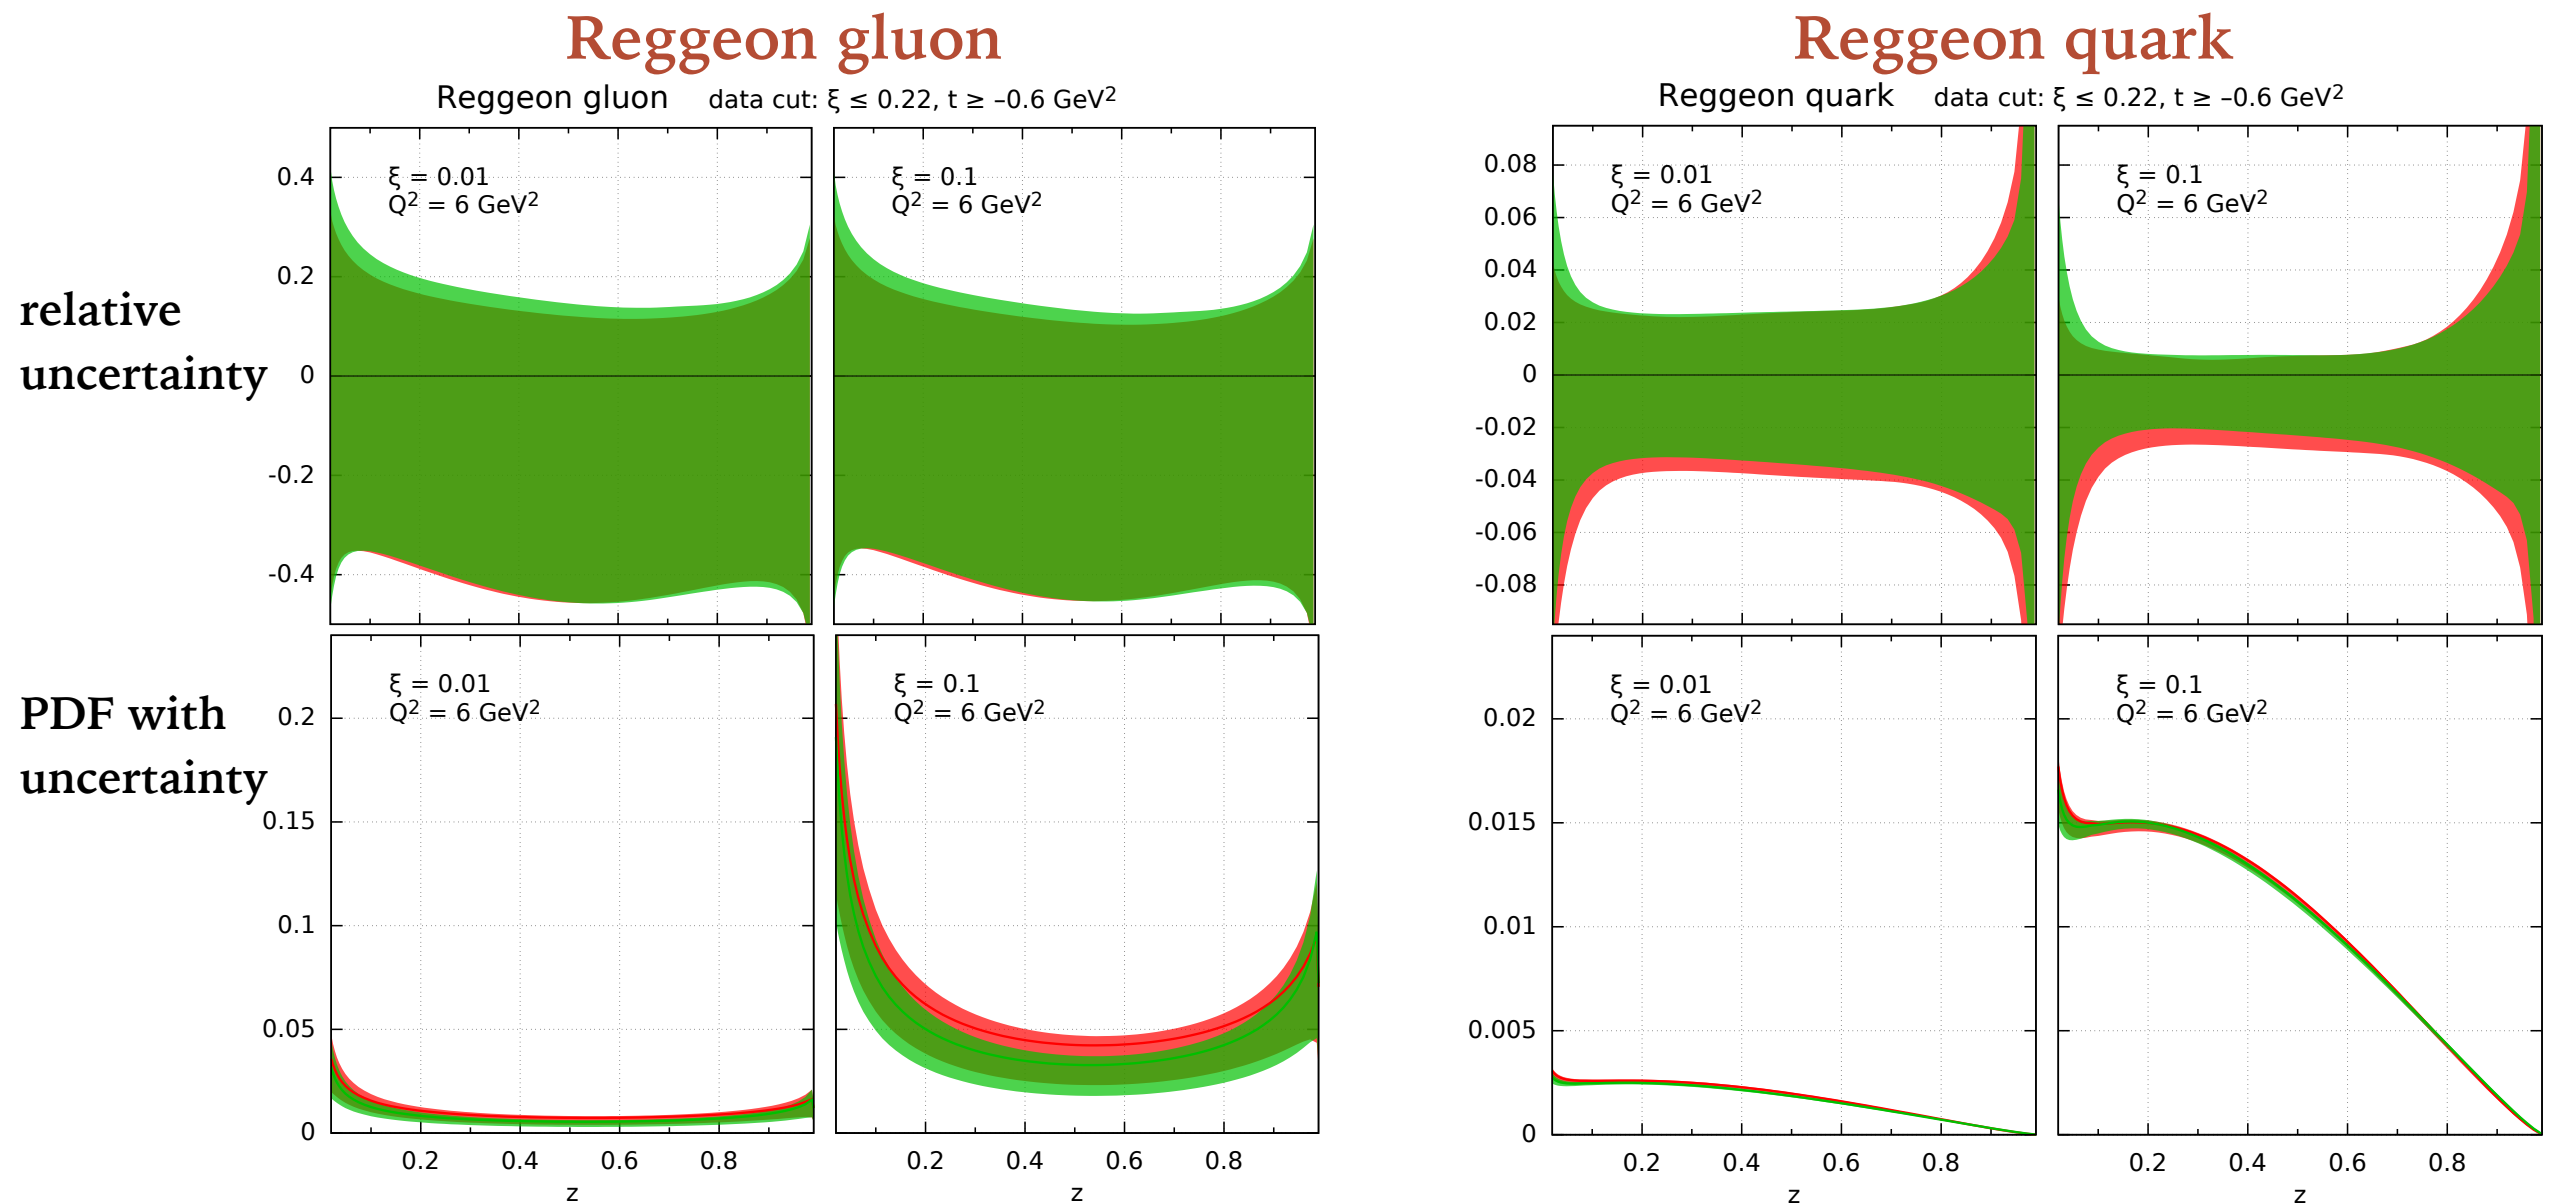 Reggeon gluon
Reggeon gluon data cut: ξ ≤ 0.22, t ≥ –0.6 GeV²
relative
uncertainty
0.4
0.2
0
-0.2
-0.4
ξ = 0.01
Q² = 6 GeV²
ξ = 0.1
Q² = 6 GeV²
PDF with
uncertainty
0.2
0.15
0.1
0.05
0
ξ = 0.01
Q² = 6 GeV²
ξ = 0.1
Q² = 6 GeV²
0.2 0.4 0.6 0.8
z
0.2 0.4 0.6 0.8
z
Reggeon quark
Reggeon quark data cut: ξ ≤ 0.22, t ≥ –0.6 GeV²
0.08
0.06
0.04
0.02
0
-0.02
-0.04
-0.06
-0.08
ξ = 0.01
Q² = 6 GeV²
ξ = 0.1
Q² = 6 GeV²
0.02
0.015
0.01
0.005
0
ξ = 0.01
Q² = 6 GeV²
ξ = 0.1
Q² = 6 GeV²
0.2 0.4 0.6 0.8
z
0.2 0.4 0.6 0.8
z